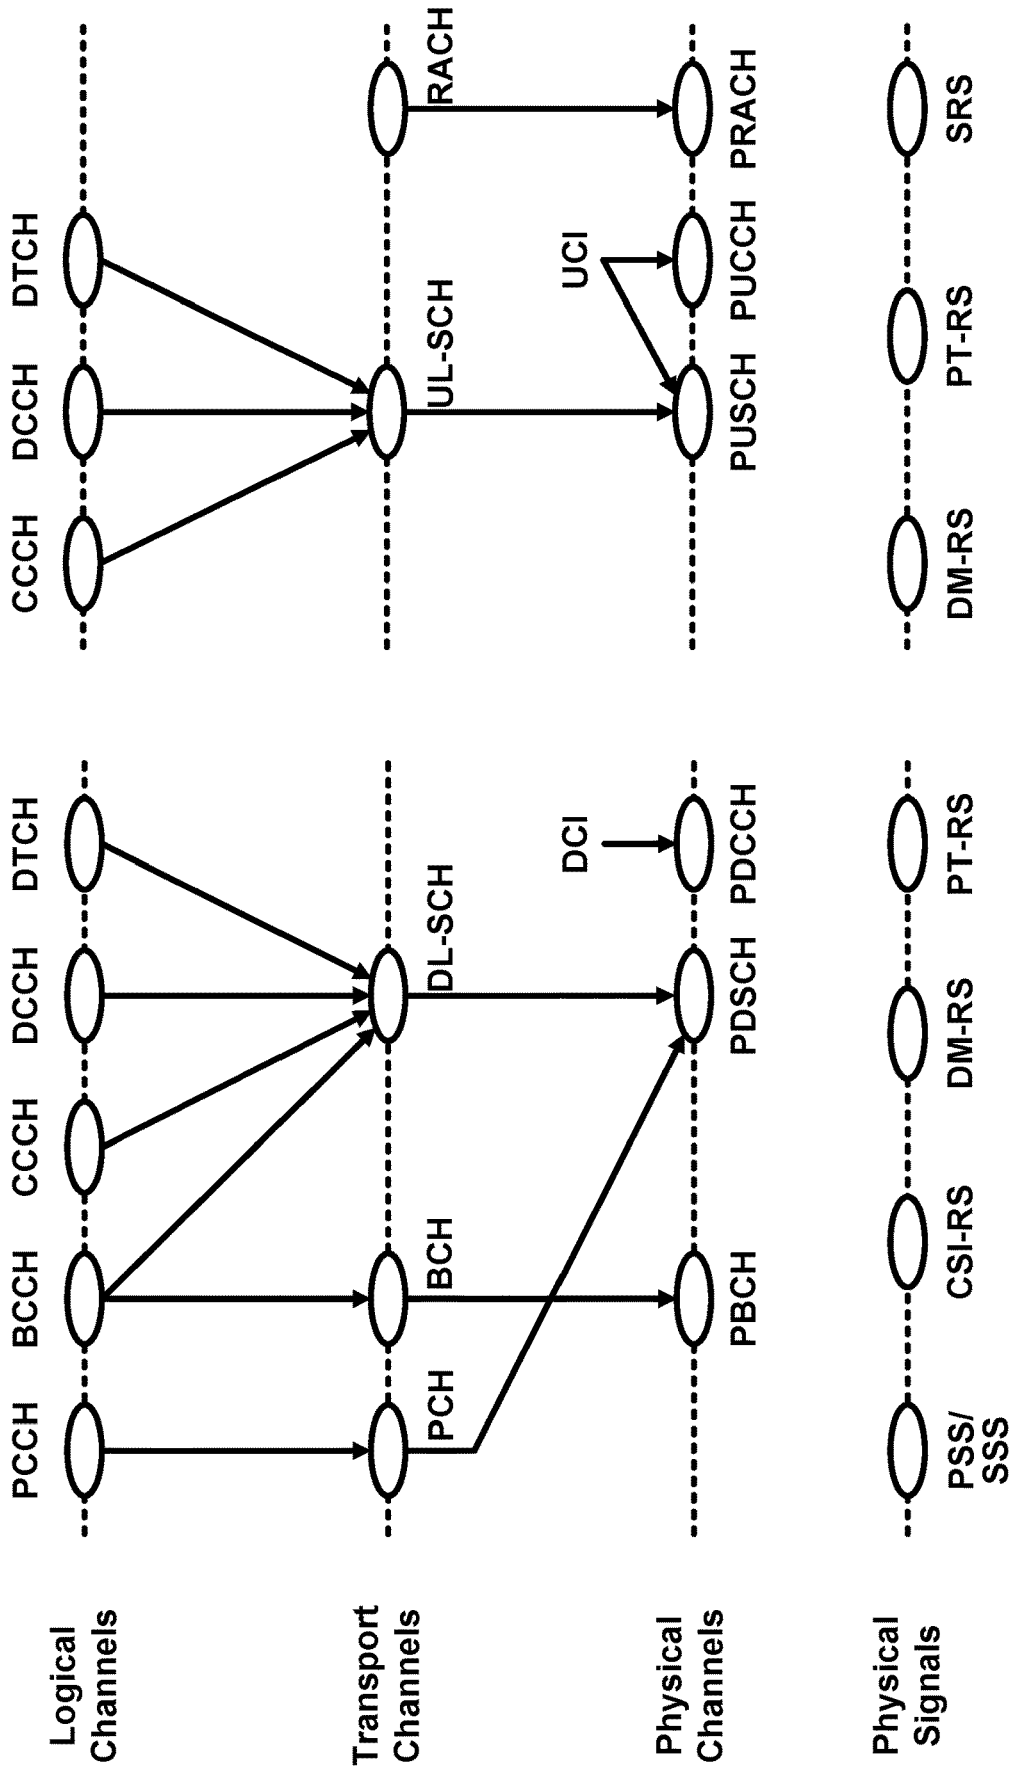 Logical
Channels
PCCH
BCCH
CCCH
DCCH
DTCH
CCCH
DCCH
DTCH
Transport
Channels
PCH
BCH
DL-SCH
UL-SCH
RACH
DCI
UCI
Physical
Channels
PBCH
PDSCH
PDCCH
PUSCH
PUCCH
PRACH
Physical
Signals
PSS/
SSS
CSI-RS
DM-RS
PT-RS
DM-RS
PT-RS
SRS